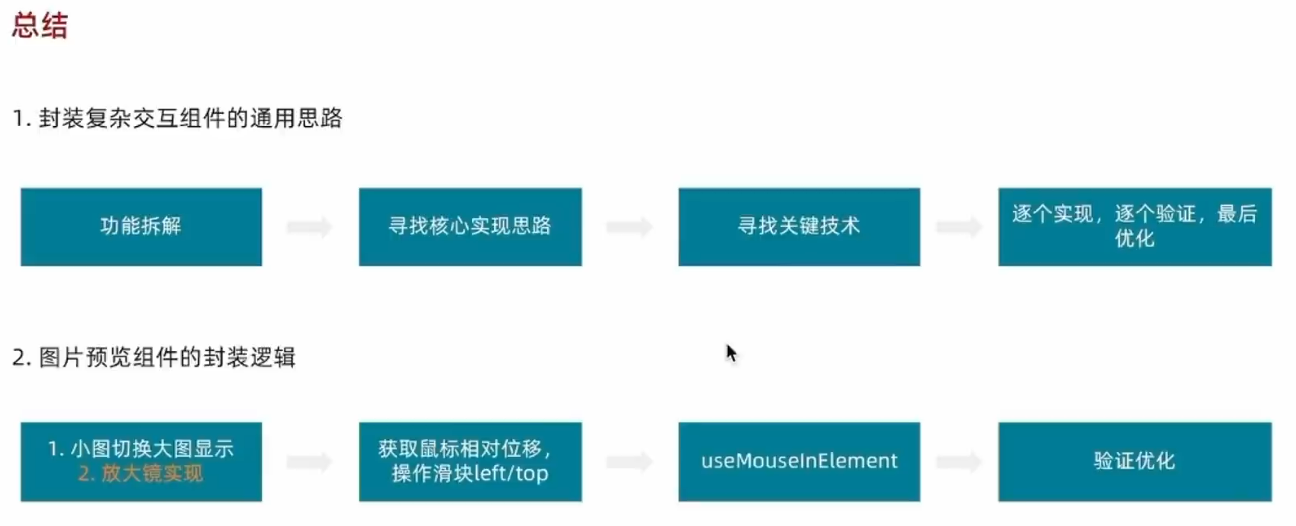 总结
1. 封装复杂交互组件的通用思路
功能拆解
寻找核心实现思路
寻找关键技术
逐个实现，逐个验证，最后
优化
2. 图片预览组件的封装逻辑
1. 小图切换大图显示
2. 放大镜实现
获取鼠标相对位移，
操作滑块left/top
useMouseInElement
验证优化